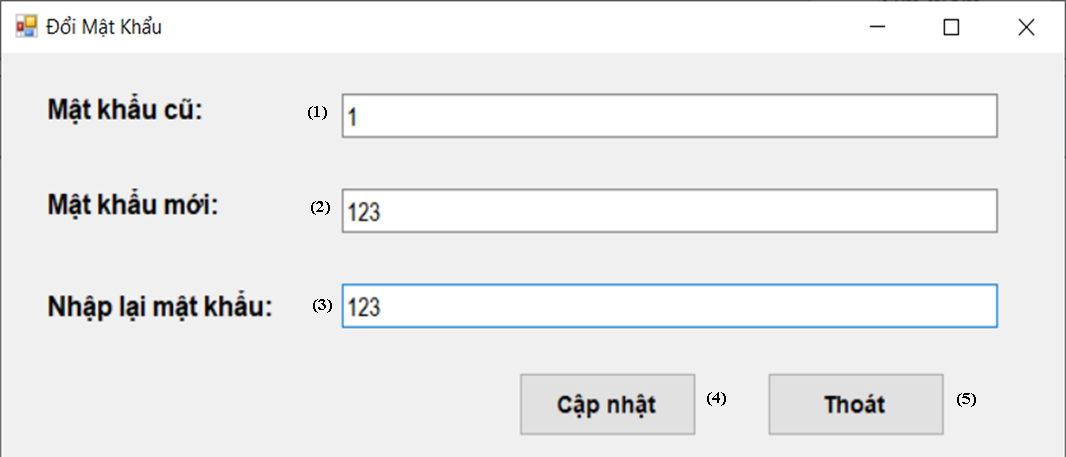 Đổi Mật Khẩu
Mật khẩu cũ: (1) 1
Mật khẩu mới: (2) 123
Nhập lại mật khẩu: (3) 123
Cập nhật (4) Thoát (5)